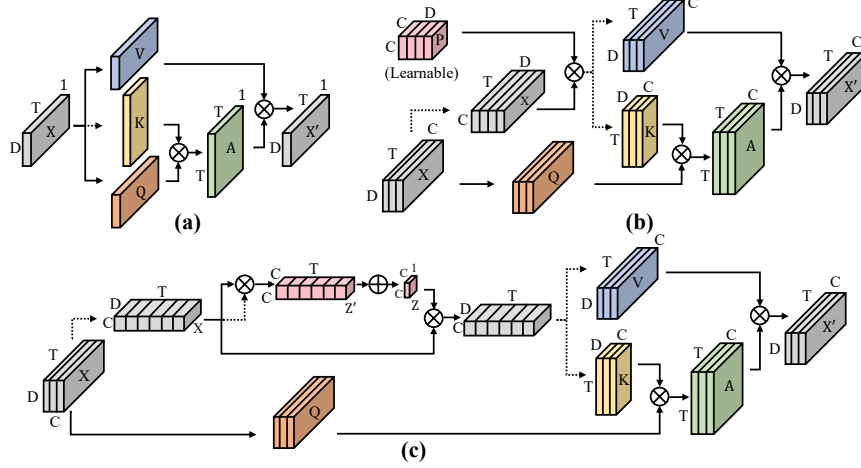 T 1
D X
V
K
Q
T 1
A
T
T 1
X′
(a)
C D
C P
(Learnable)
T D
C X
T C
D X
Q
T C
D V
D C
T K
T C
T A
T C
D X′
(b)
T
D X
C
D T
C X
C T
C Z′
C 1
C Z
D T
C
Q
T C
D V
D C
T K
T C
T A
T C
D X′
(c)